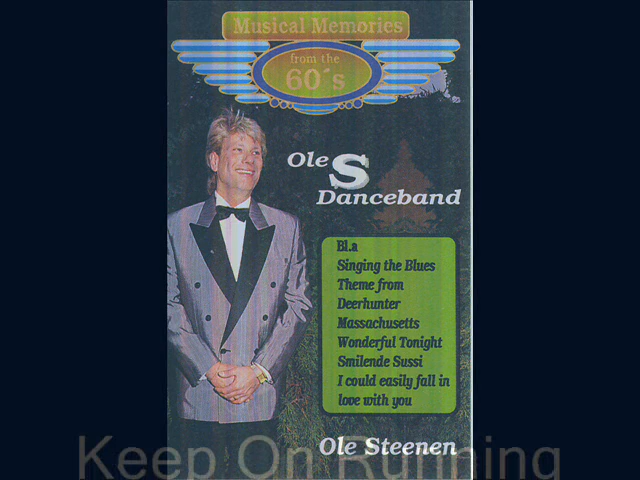 Musical Memories
from the
60´s
Ole S
Danceband
Bl.a
Singing the Blues
Theme from
Deerhunter
Massachusetts
Wonderful Tonight
Smilende Sussi
I could easily fall in
love with you
Ole Steenen
Keep On Running